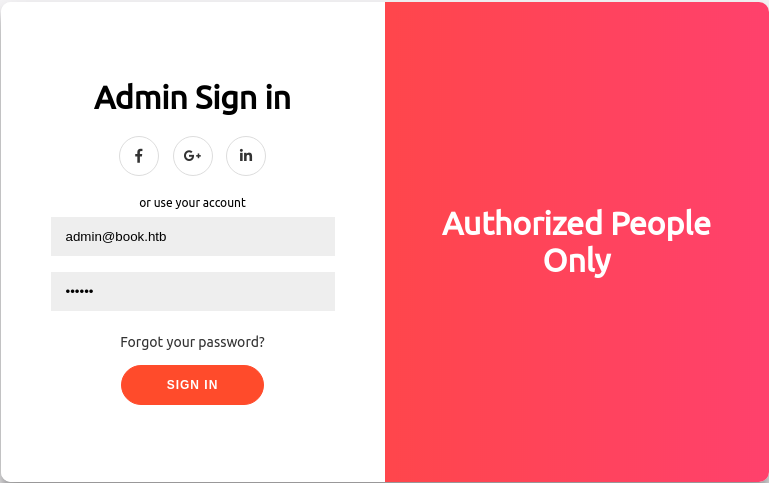 Admin Sign in
f G+ in
or use your account
admin@book.htb
••••••
Forgot your password?
SIGN IN
Authorized People
Only